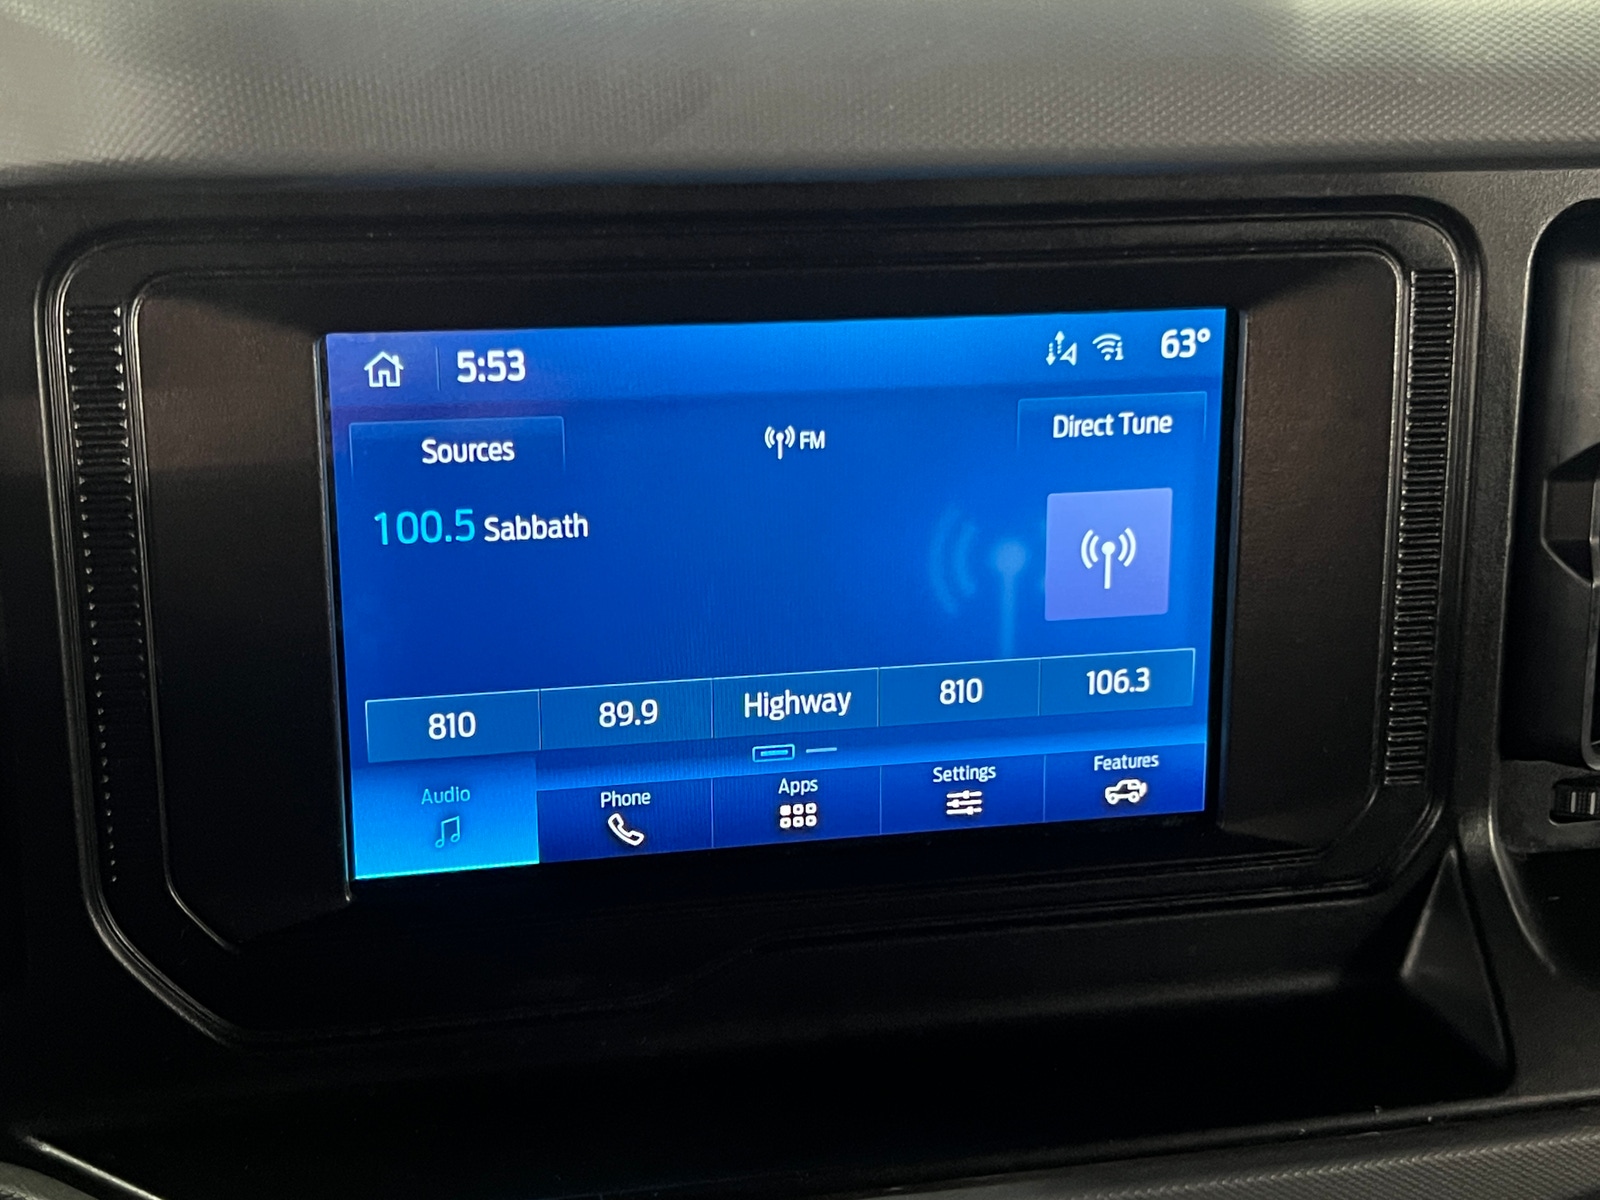 5:53 63°
Sources FM Direct Tune
100.5 Sabbath
810 89.9 Highway 810 106.3
Audio Phone Apps Settings Features